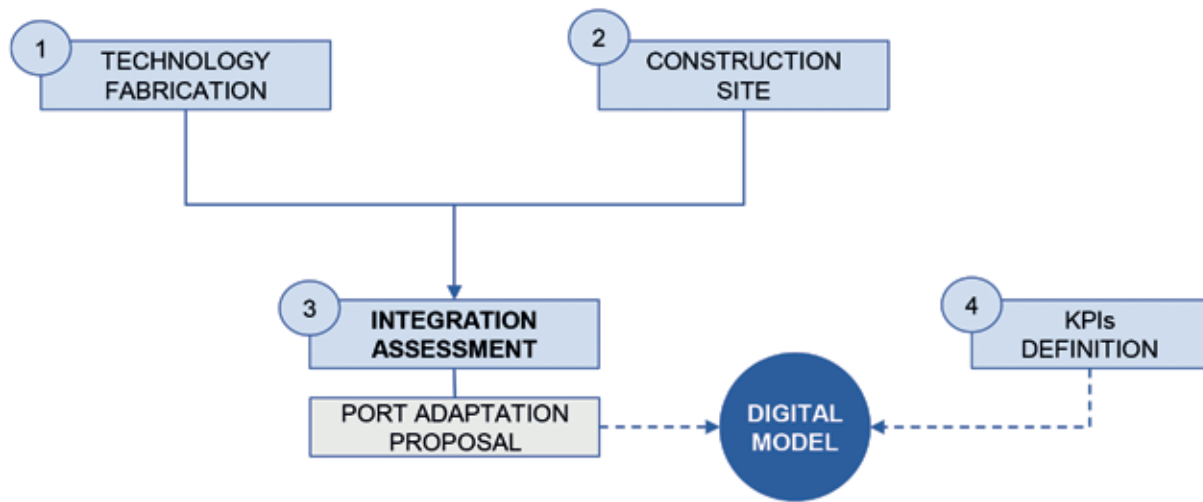 1
TECHNOLOGY
FABRICATION
2
CONSTRUCTION
SITE
3
INTEGRATION
ASSESSMENT
PORT ADAPTATION
PROPOSAL
DIGITAL
MODEL
4
KPIs
DEFINITION